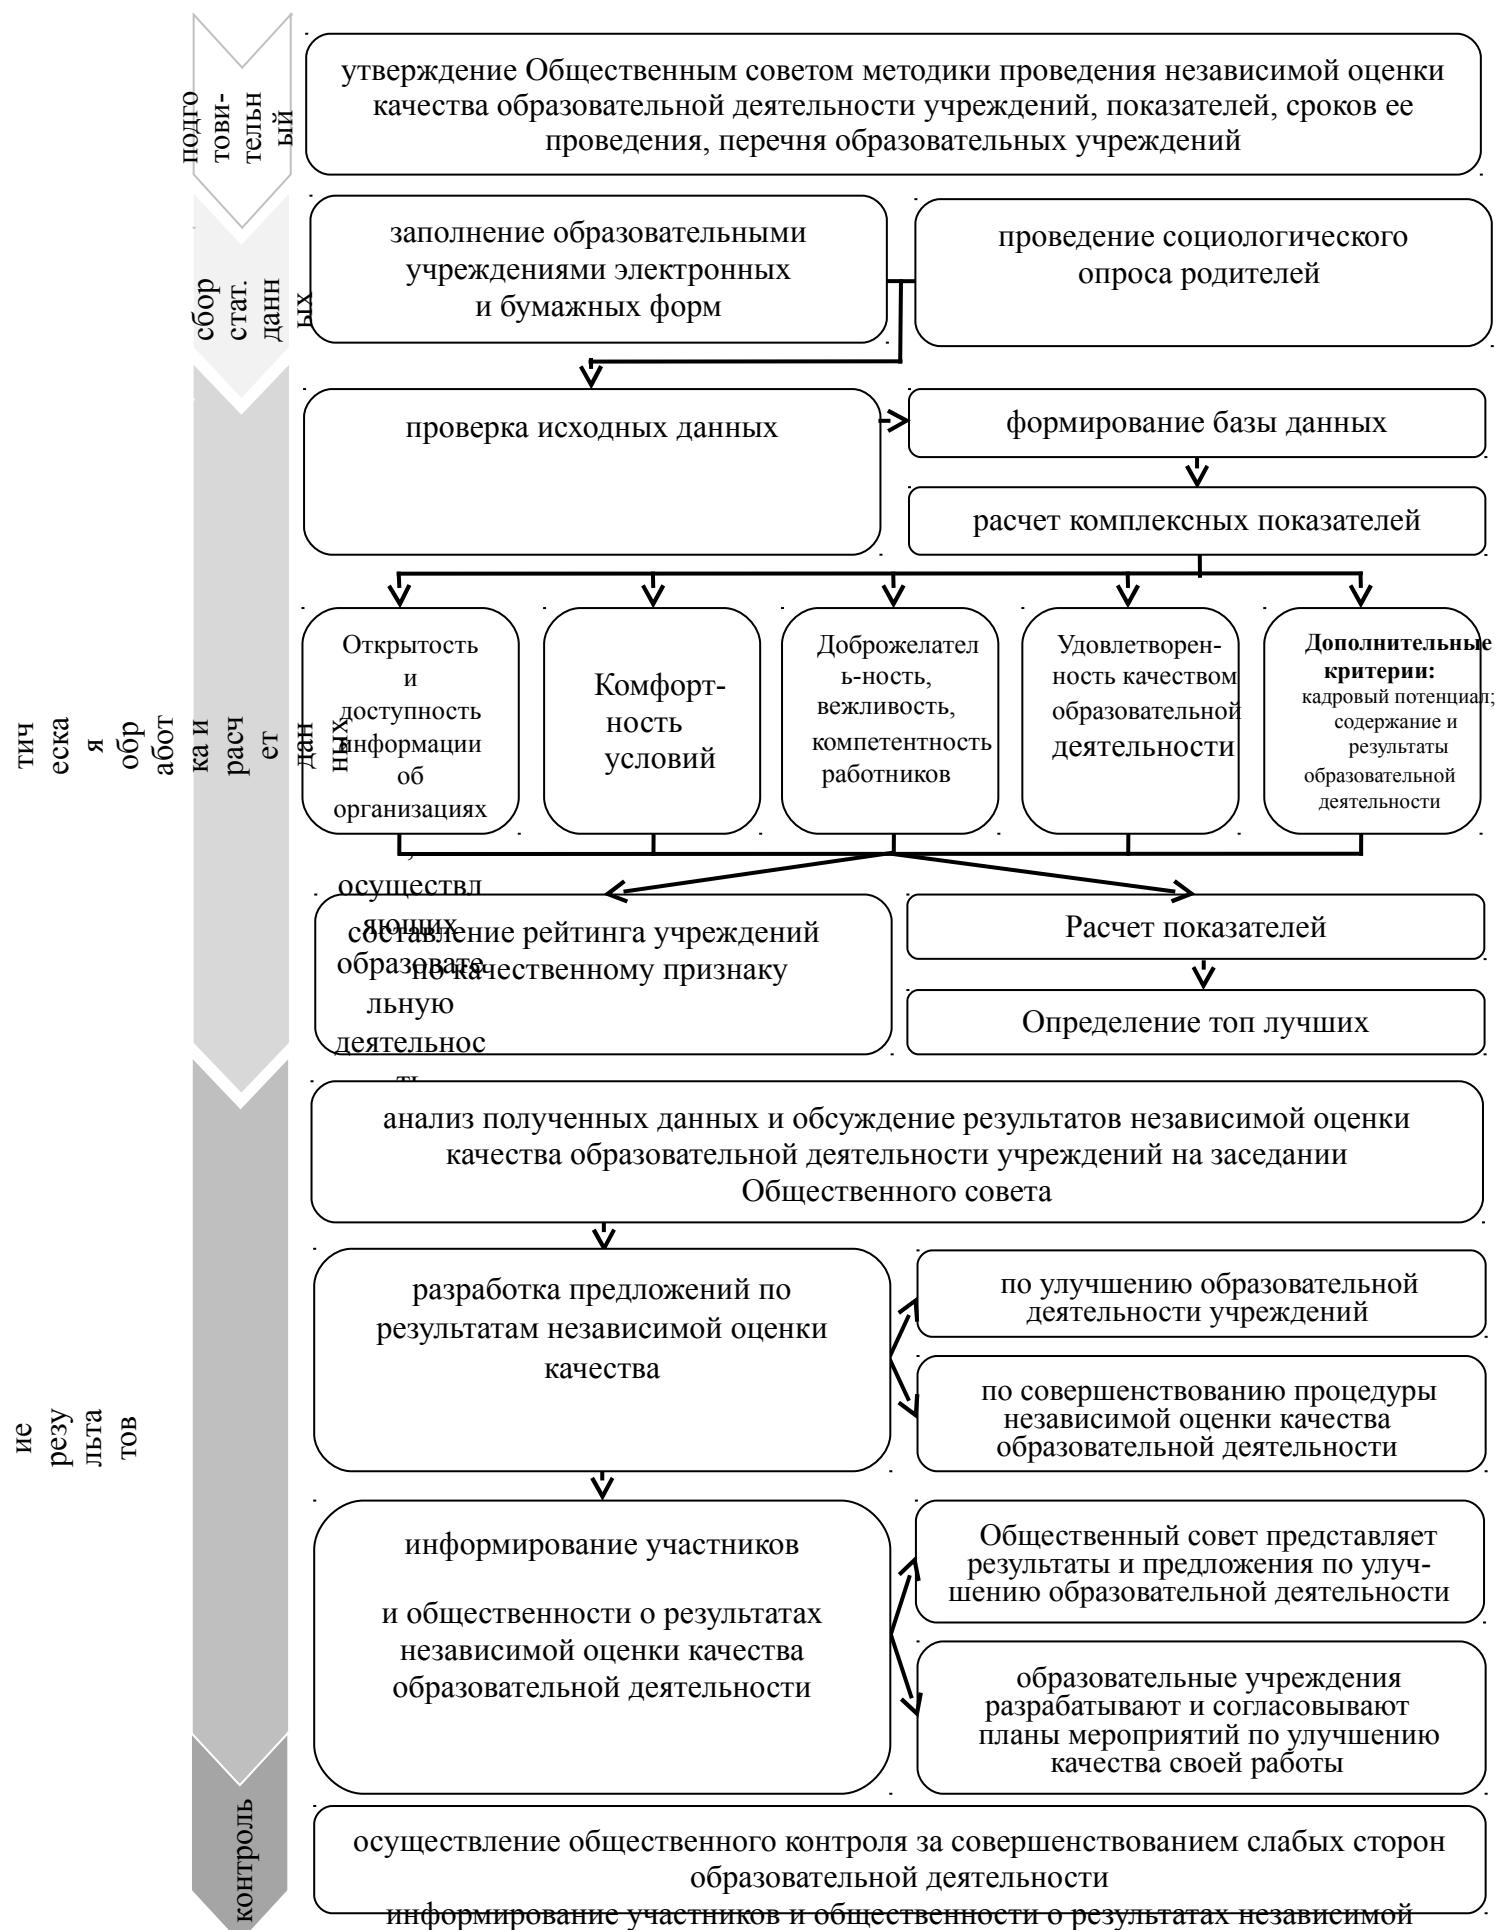 подго
тови-
тельн
ый
утверждение Общественным советом методики проведения независимой оценки
качества образовательной деятельности учреждений, показателей, сроков ее
проведения, перечня образовательных учреждений
сбор
стат.
данн
ых
заполнение образовательными
учреждениями электронных
и бумажных форм
проведение социологического
опроса родителей
проверка исходных данных
формирование базы данных
расчет комплексных показателей
тич
еска
я
обр
абот
ка и
расч
ет
дан
ных
Открытость
и
доступность
информации
об
организациях
,
осуществл
яющих
образовате
льную
деятельнос
ть
Комфорт-
ность
условий
Доброжелател
ь-ность,
вежливость,
компетентность
работников
Удовлетворен-
ность качеством
образовательной
деятельности
Дополнительные
критерии:
кадровый потенциал;
содержание и
результаты
образовательной
деятельности
составление рейтинга учреждений
по качественному признаку
Расчет показателей
Определение топ лучших
анализ полученных данных и обсуждение результатов независимой оценки
качества образовательной деятельности учреждений на заседании
Общественного совета
ие
резу
льта
тов
разработка предложений по
результатам независимой оценки
качества
по улучшению образовательной
деятельности учреждений
по совершенствованию процедуры
независимой оценки качества
образовательной деятельности
информирование участников
и общественности о результатах
независимой оценки качества
образовательной деятельности
Общественный совет представляет
результаты и предложения по улуч-
шению образовательной деятельности
образовательные учреждения
разрабатывают и согласовывают
планы мероприятий по улучшению
качества своей работы
контроль
осуществление общественного контроля за совершенствованием слабых сторон
образовательной деятельности
информирование участников и общественности о результатах независимой